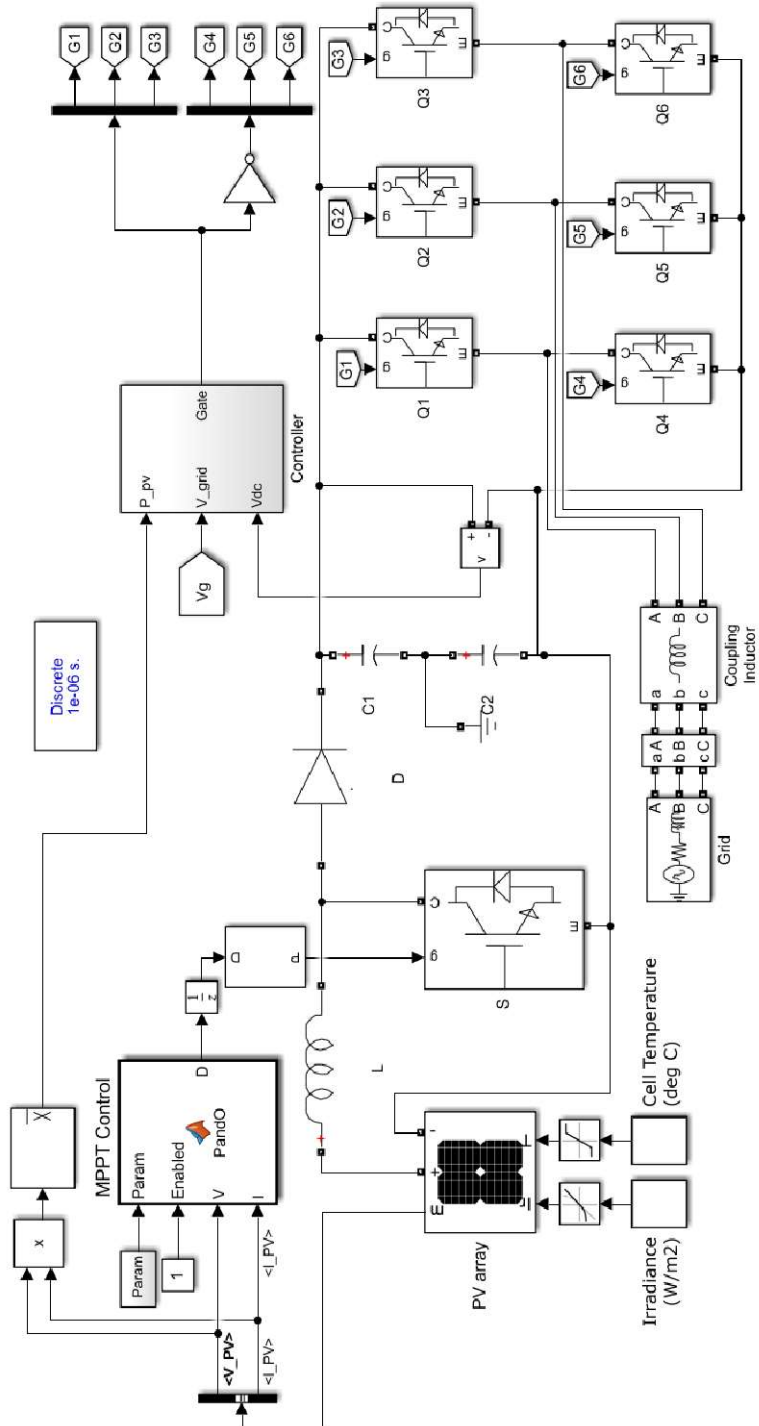 <V_PV>
<I_PV>
<I_PV>
x
X
Param
1
MPPT Control
Param
Enabled
V
I
PandO
D
1
z
D
P
Discrete
1e-06 s.
P_pv
V_grid
Vdc
Gate
Controller
Vg
G1
G2
G3
G4
G5
G6
m
+
-
Ir
T
PV array
Irradiance
(W/m2)
Cell Temperature
(deg C)
+
L
g
C
E
S
D
+
C1
+
C2
+
-
v
G1
g
C
E
Q1
G2
g
C
E
Q2
G3
g
C
E
Q3
G4
g
C
E
Q4
G5
g
C
E
Q5
G6
g
C
E
Q6
A
B
C
Grid
a A
b B
c C
a
b
c
A
B
C
Coupling
Inductor